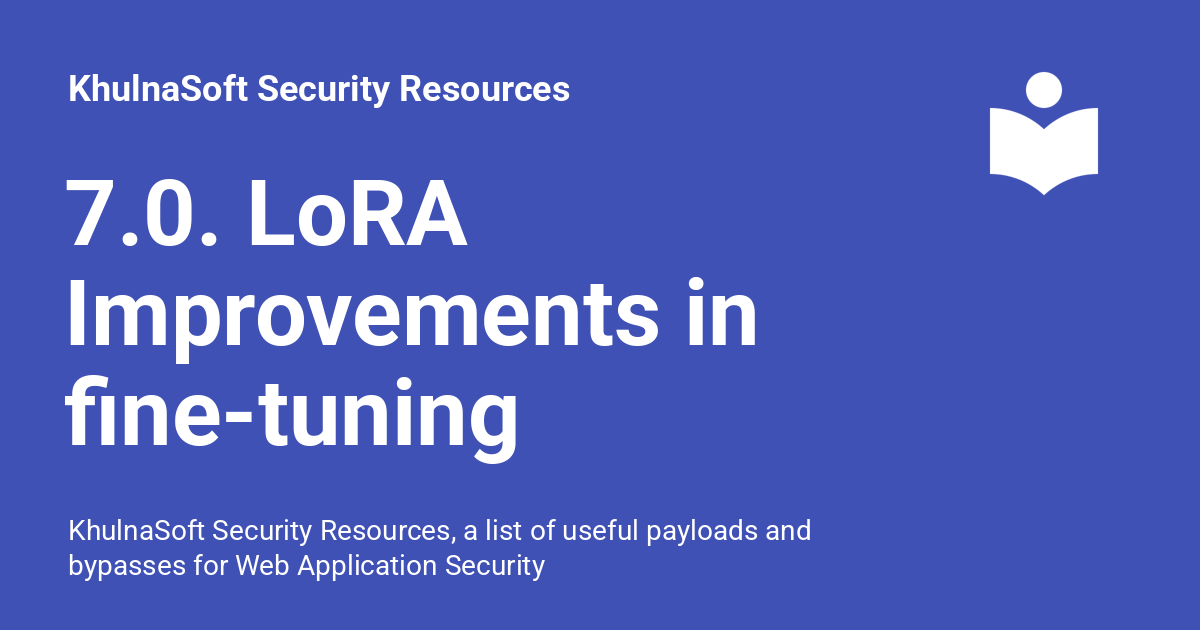 KhulnaSoft Security Resources
7.0. LoRA
Improvements in
fine-tuning
KhulnaSoft Security Resources, a list of useful payloads and
bypasses for Web Application Security